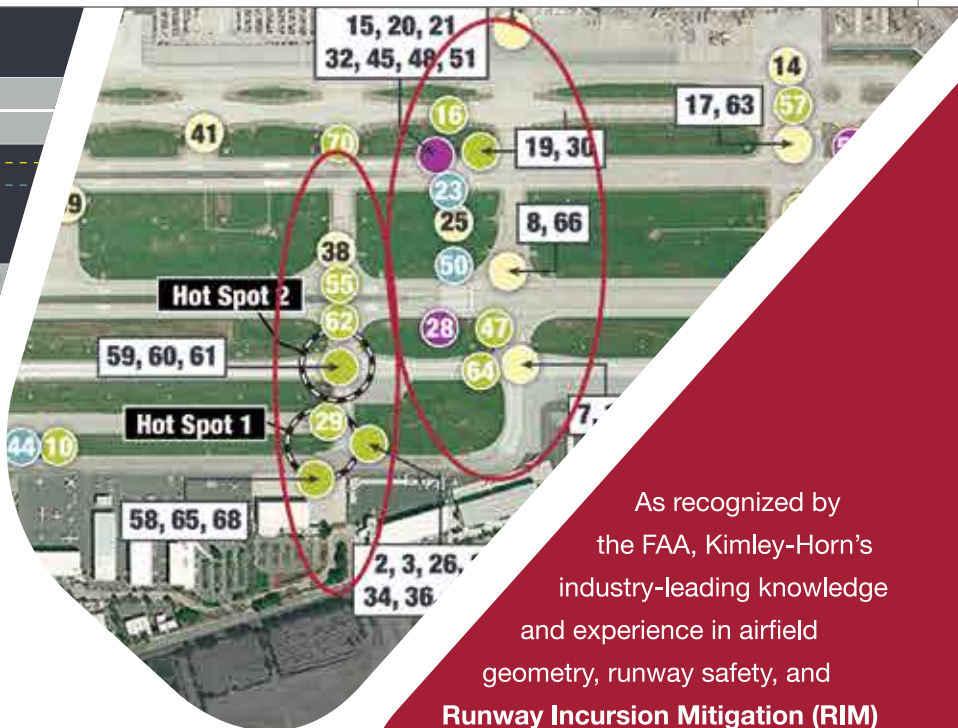 15, 20, 21
32, 45, 48, 51
14
17, 63
57
16
41
70
19, 30
23
25
8, 66
38
50
55
Hot Spot 2
62
28
47
59, 60, 61
64
29
Hot Spot 1
44
10
58, 65, 68
2, 3, 26,
34, 36
As recognized by
the FAA, Kimley-Horn's
industry-leading knowledge
and experience in airfield
geometry, runway safety, and
Runway Incursion Mitigation (RIM)